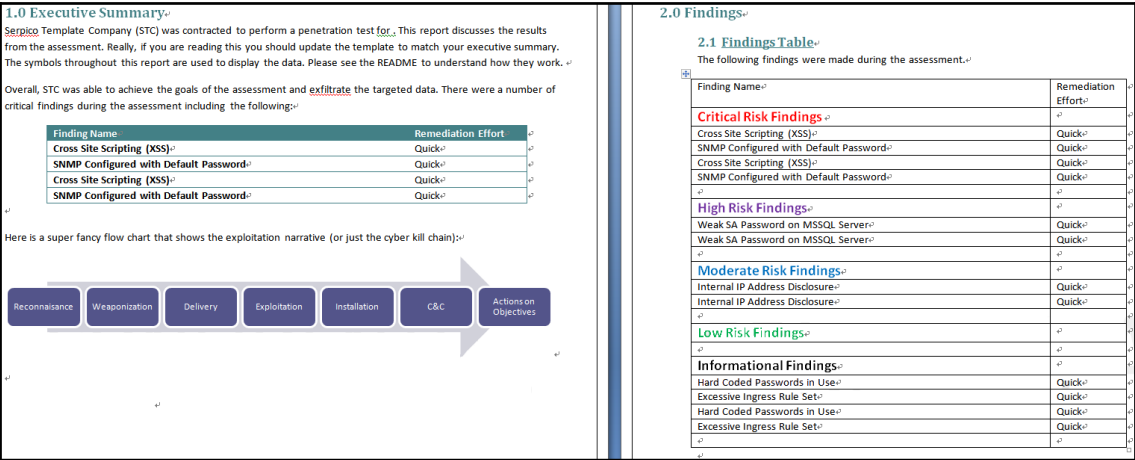 1.0 Executive Summary
Serpico Template Company (STC) was contracted to perform a penetration test for . This report discusses the results
from the assessment. Really, if you are reading this you should update the template to match your executive summary.
The symbols throughout this report are used to display the data. Please see the README to understand how they work.
Overall, STC was able to achieve the goals of the assessment and exfiltrate the targeted data. There were a number of
critical findings during the assessment including the following:
Finding Name Remediation Effort
Cross Site Scripting (XSS) Quick
SNMP Configured with Default Password Quick
Cross Site Scripting (XSS) Quick
SNMP Configured with Default Password Quick
Here is a super fancy flow chart that shows the exploitation narrative (or just the cyber kill chain):
Reconnaisance Weaponization Delivery Exploitation Installation C&C Actions on
Objectives
2.0 Findings
2.1 Findings Table
The following findings were made during the assessment.
Finding Name Remediation
Effort
Critical Risk Findings
Cross Site Scripting (XSS) Quick
SNMP Configured with Default Password Quick
Cross Site Scripting (XSS) Quick
SNMP Configured with Default Password Quick
High Risk Findings
Weak SA Password on MSSQL Server Quick
Weak SA Password on MSSQL Server Quick
Moderate Risk Findings
Internal IP Address Disclosure Quick
Internal IP Address Disclosure Quick
Low Risk Findings
Informational Findings
Hard Coded Passwords in Use Quick
Excessive Ingress Rule Set Quick
Hard Coded Passwords in Use Quick
Excessive Ingress Rule Set Quick